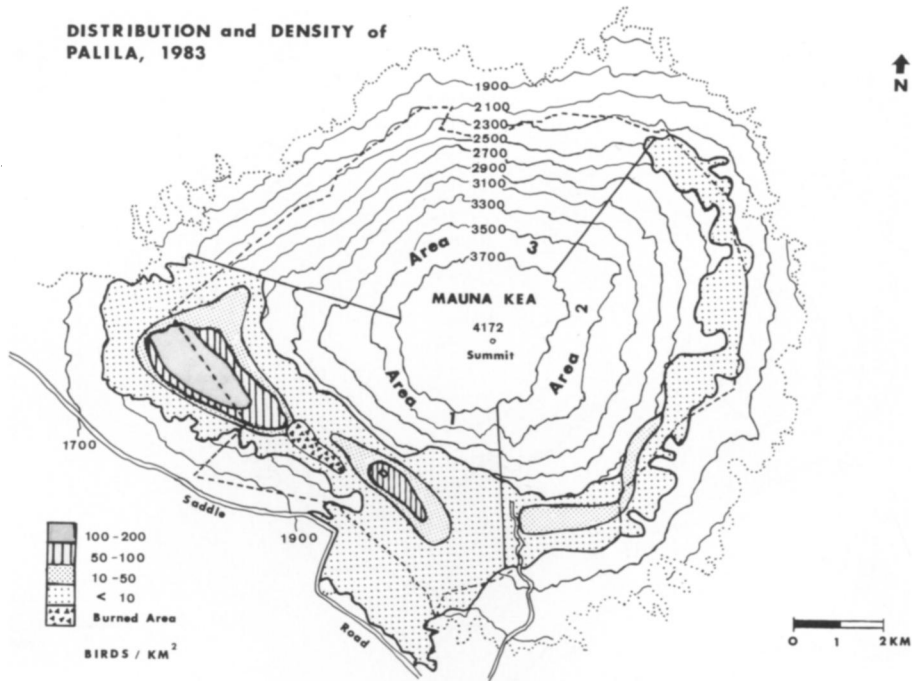 DISTRIBUTION and DENSITY of
PALILA, 1983
N
1900
2100
2300
2500
2700
2900
3100
3300
3500
3700
Area 3
MAUNA KEA
4172
Summit
Area 2
Area 1
1700
Saddle
1900
Road
100-200
50-100
10-50
< 10
Burned Area
BIRDS / KM²
0 1 2 KM